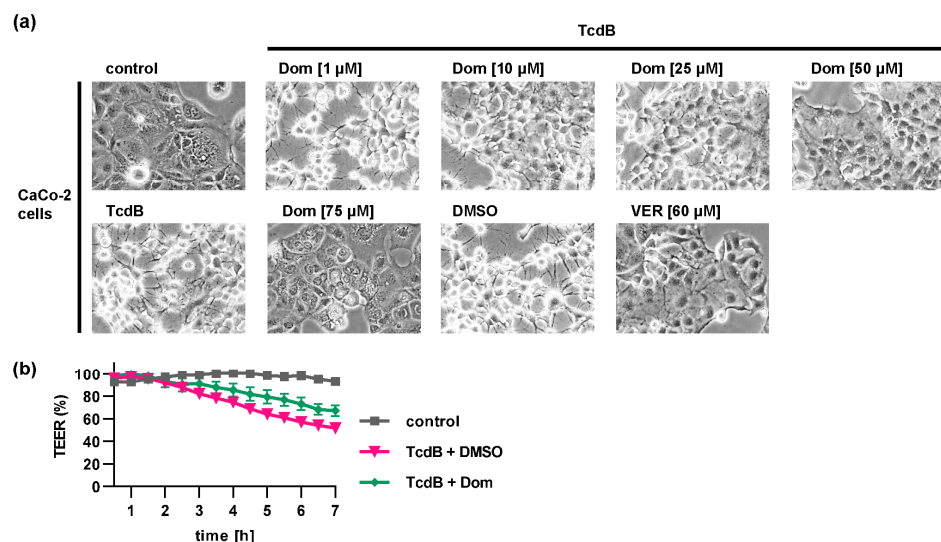 (a)
TcdB
control
Dom [1 µM]
Dom [10 µM]
Dom [25 µM]
Dom [50 µM]
CaCo-2
cells
TcdB
Dom [75 µM]
DMSO
VER [60 µM]
(b)
TEER (%)
100
80
60
40
20
0
1
2
3
4
5
6
7
time [h]
control
TcdB + DMSO
TcdB + Dom